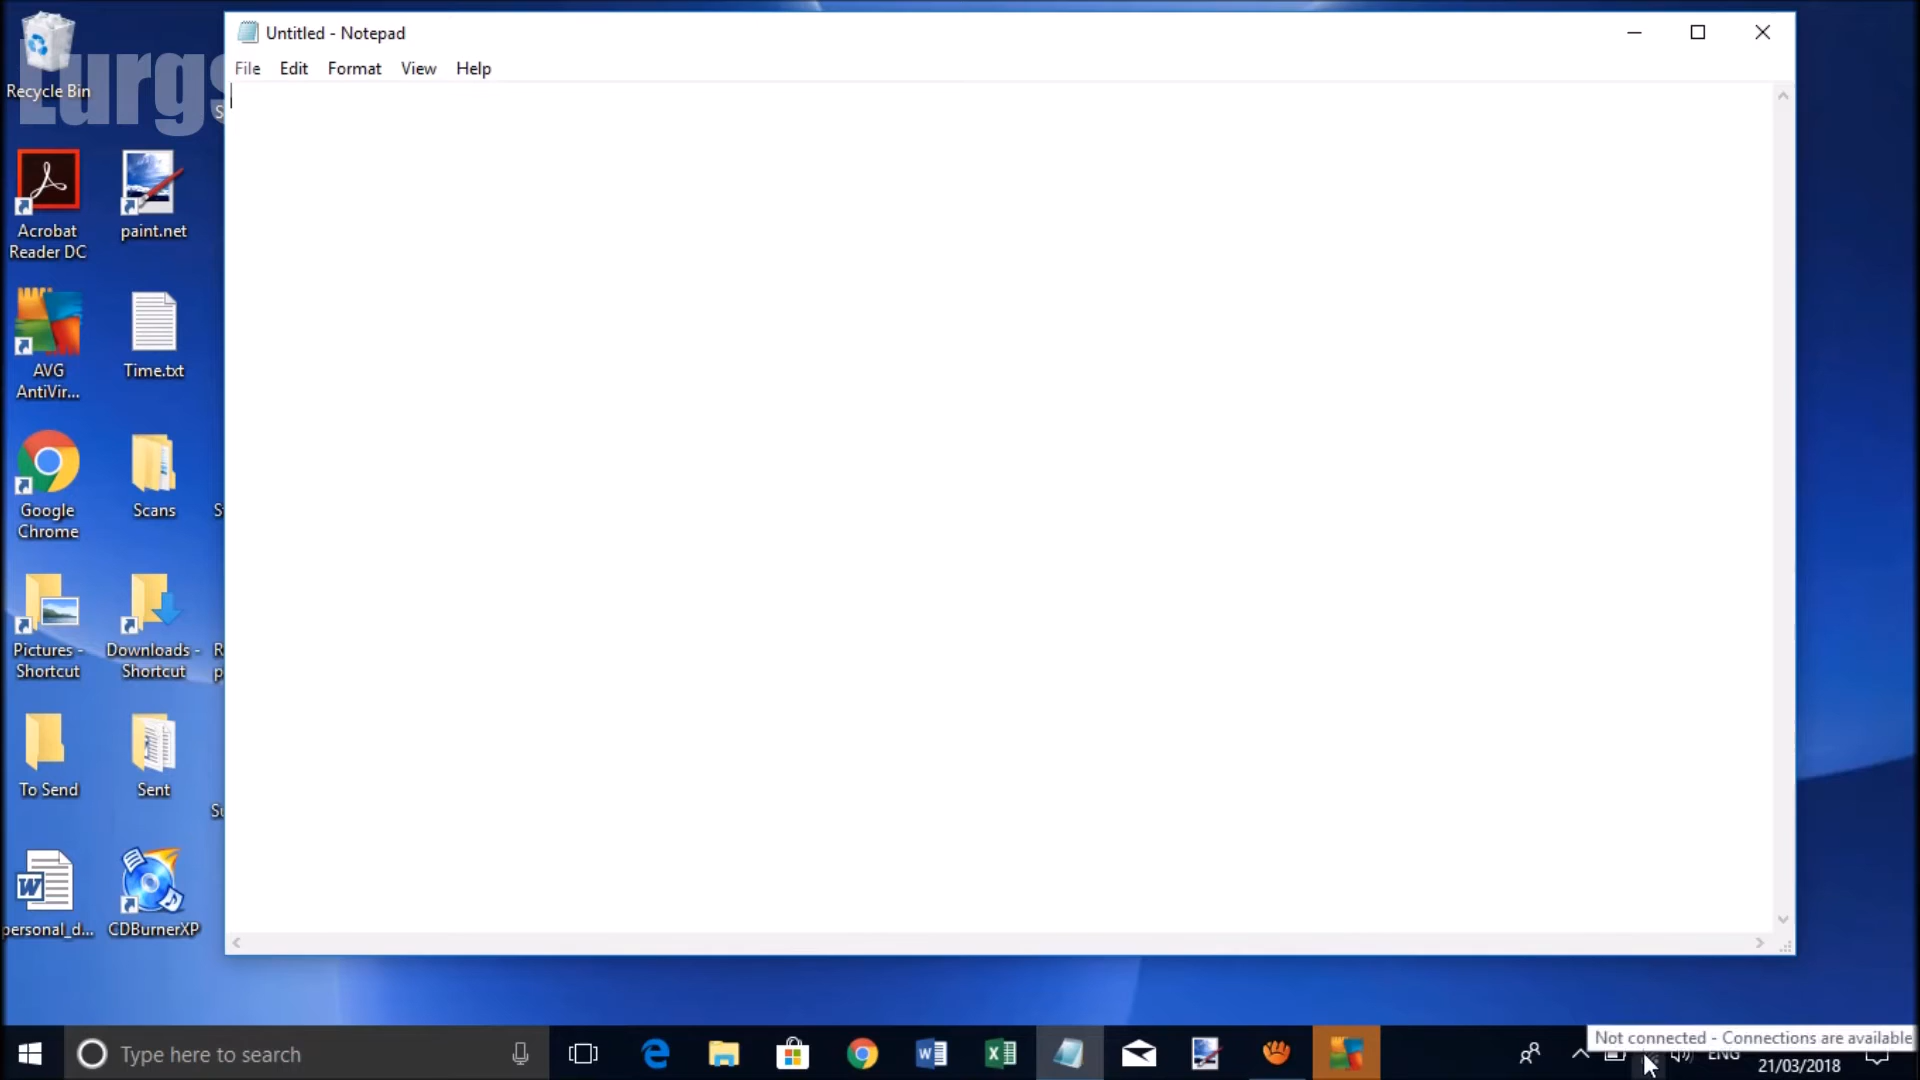 Untitled - Notepad
File Edit Format View Help
Lurgs
Recycle Bin
S
Acrobat
Reader DC
paint.net
AVG
AntiVir...
Time.txt
Google
Chrome
Scans
S
Pictures -
Shortcut
Downloads -
Shortcut
R
p
To Send
Sent
Su
personal_d...
CDBurnerXP
Type here to search
Not connected - Connections are available
ENG
21/03/2018